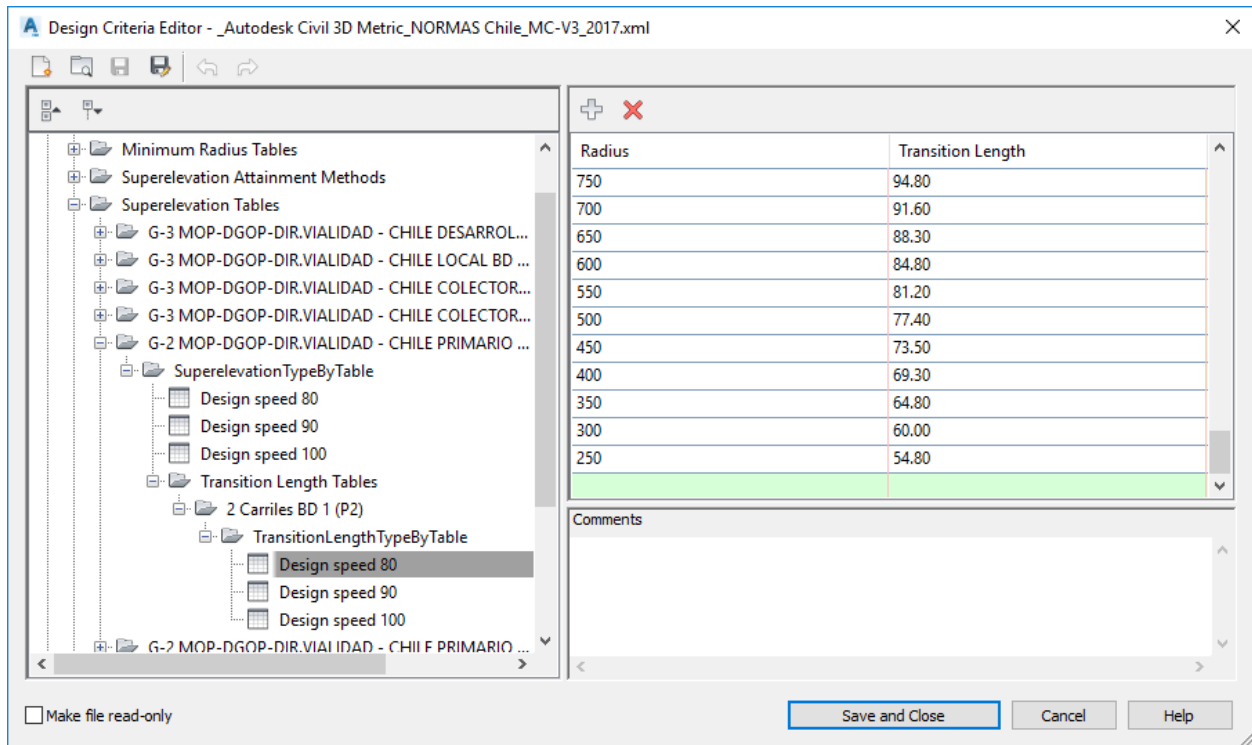 Design Criteria Editor - _Autodesk Civil 3D Metric_NORMAS Chile_MC-V3_2017.xml
Minimum Radius Tables
Superelevation Attainment Methods
Superelevation Tables
G-3 MOP-DGOP-DIR.VIALIDAD - CHILE DESARROL...
G-3 MOP-DGOP-DIR.VIALIDAD - CHILE LOCAL BD ...
G-3 MOP-DGOP-DIR.VIALIDAD - CHILE COLECTOR...
G-3 MOP-DGOP-DIR.VIALIDAD - CHILE COLECTOR...
G-2 MOP-DGOP-DIR.VIALIDAD - CHILE PRIMARIO ...
SuperelevationTypeByTable
Design speed 80
Design speed 90
Design speed 100
Transition Length Tables
2 Carriles BD 1 (P2)
TransitionLengthTypeByTable
Design speed 80
Design speed 90
Design speed 100
G-2 MOP-DGOP-DIR.VIALIDAD - CHILE PRIMARIO ...
Radius Transition Length
750 94.80
700 91.60
650 88.30
600 84.80
550 81.20
500 77.40
450 73.50
400 69.30
350 64.80
300 60.00
250 54.80
Comments
Make file read-only
Save and Close
Cancel
Help